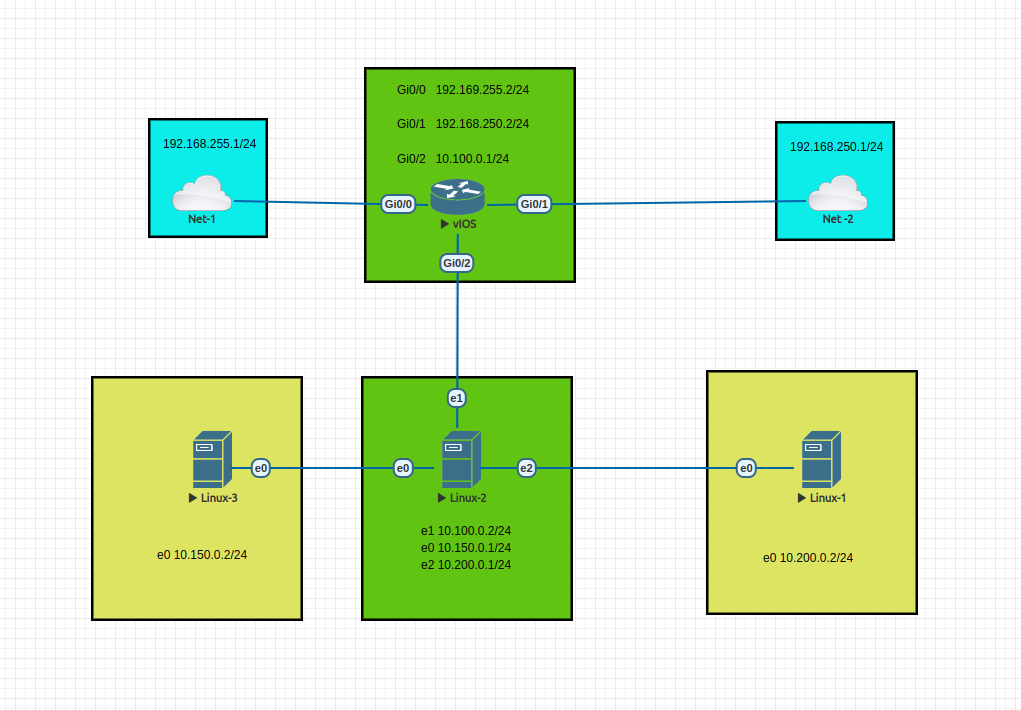 Gi0/0 192.169.255.2/24
Gi0/1 192.168.250.2/24
Gi0/2 10.100.0.1/24
192.168.255.1/24
192.168.250.1/24
Gi0/0
Gi0/1
Net-1
vIOS
Net -2
Gi0/2
e1
e0
e0
e2
e0
Linux-3
Linux-2
Linux-1
e1 10.100.0.2/24
e0 10.150.0.1/24
e2 10.200.0.1/24
e0 10.150.0.2/24
e0 10.200.0.2/24